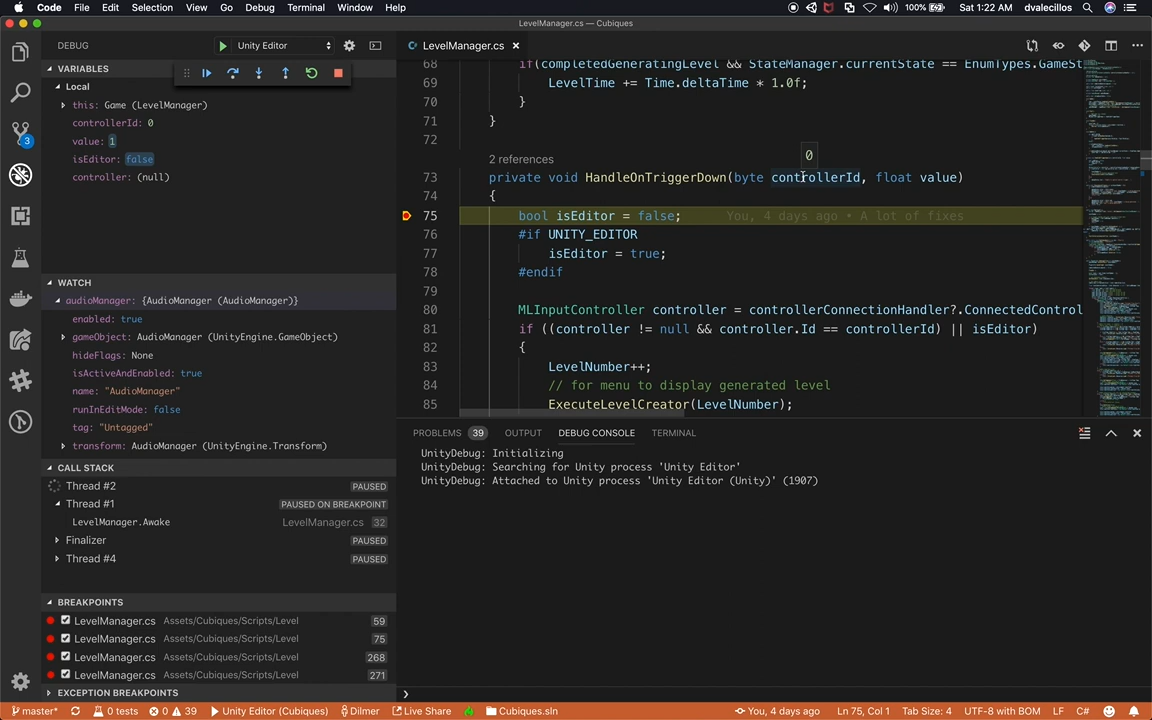 Code File Edit Selection View Go Debug Terminal Window Help 100% Sat 1:22 AM dvalecillos
LevelManager.cs — Cubiques
DEBUG Unity Editor
LevelManager.cs
VARIABLES
Local
this: Game (LevelManager)
controllerId: 0
value: 1
isEditor: false
controller: (null)
WATCH
audioManager: {AudioManager (AudioManager)}
enabled: true
gameObject: AudioManager (UnityEngine.GameObject)
hideFlags: None
isActiveAndEnabled: true
name: "AudioManager"
runInEditMode: false
tag: "Untagged"
transform: AudioManager (UnityEngine.Transform)
CALL STACK
Thread #2 PAUSED
Thread #1 PAUSED ON BREAKPOINT
LevelManager.Awake LevelManager.cs 32
Finalizer PAUSED
Thread #4 PAUSED
BREAKPOINTS
LevelManager.cs Assets/Cubiques/Scripts/Level 59
LevelManager.cs Assets/Cubiques/Scripts/Level 75
LevelManager.cs Assets/Cubiques/Scripts/Level 268
LevelManager.cs Assets/Cubiques/Scripts/Level 271
EXCEPTION BREAKPOINTS
3
68 if(completedGeneratingLevel && StateManager.currentState == EnumTypes.GameSt
69 LevelTime += Time.deltaTime * 1.0f;
70 }
71 }
72
2 references
0
73 private void HandleOnTriggerDown(byte controllerId, float value)
74 {
75 bool isEditor = false; You, 4 days ago • A lot of fixes
76 #if UNITY_EDITOR
77 isEditor = true;
78 #endif
79
80 MLInputController controller = controllerConnectionHandler?.ConnectedControl
81 if ((controller != null && controller.Id == controllerId) || isEditor)
82 {
83 LevelNumber++;
84 // for menu to display generated level
85 ExecuteLevelCreator(LevelNumber);
PROBLEMS 39 OUTPUT DEBUG CONSOLE TERMINAL
UnityDebug: Initializing
UnityDebug: Searching for Unity process 'Unity Editor'
UnityDebug: Attached to Unity process 'Unity Editor (Unity)' (1907)
master* 0 tests 0 39 Unity Editor (Cubiques) Dilmer Live Share Cubiques.sln You, 4 days ago Ln 75, Col 1 Tab Size: 4 UTF-8 with BOM LF C#